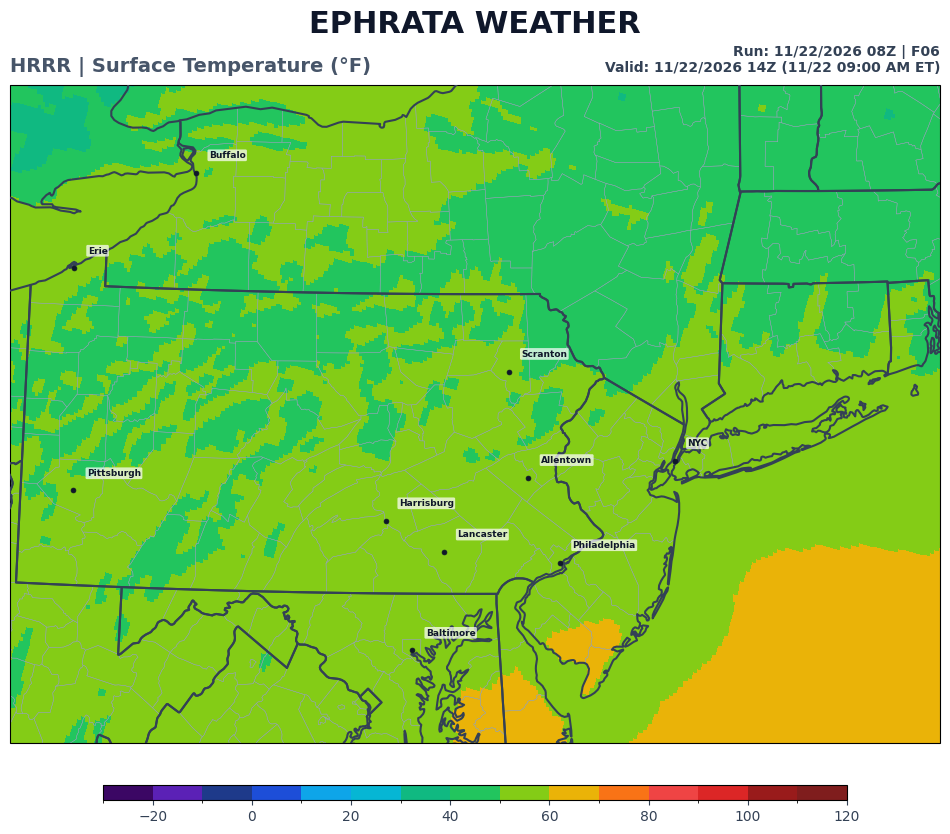 EPHRATA WEATHER
HRRR | Surface Temperature (°F)
Run: 11/22/2026 08Z | F06
Valid: 11/22/2026 14Z (11/22 09:00 AM ET)
Buffalo
Erie
Scranton
NYC
Allentown
Pittsburgh
Harrisburg
Lancaster
Philadelphia
Baltimore
−20 0 20 40 60 80 100 120